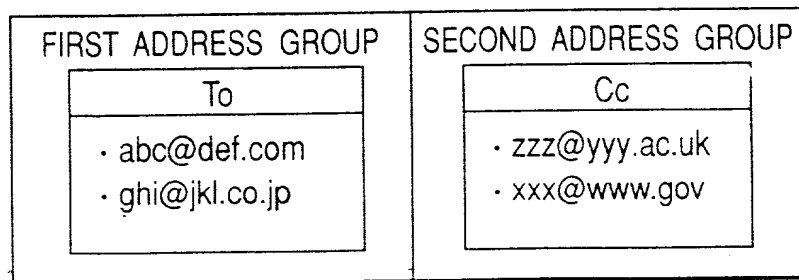 FIRST ADDRESS GROUP
To
· abc@def.com
· ghi@jkl.co.jp
SECOND ADDRESS GROUP
Cc
· zzz@yyy.ac.uk
· xxx@www.gov